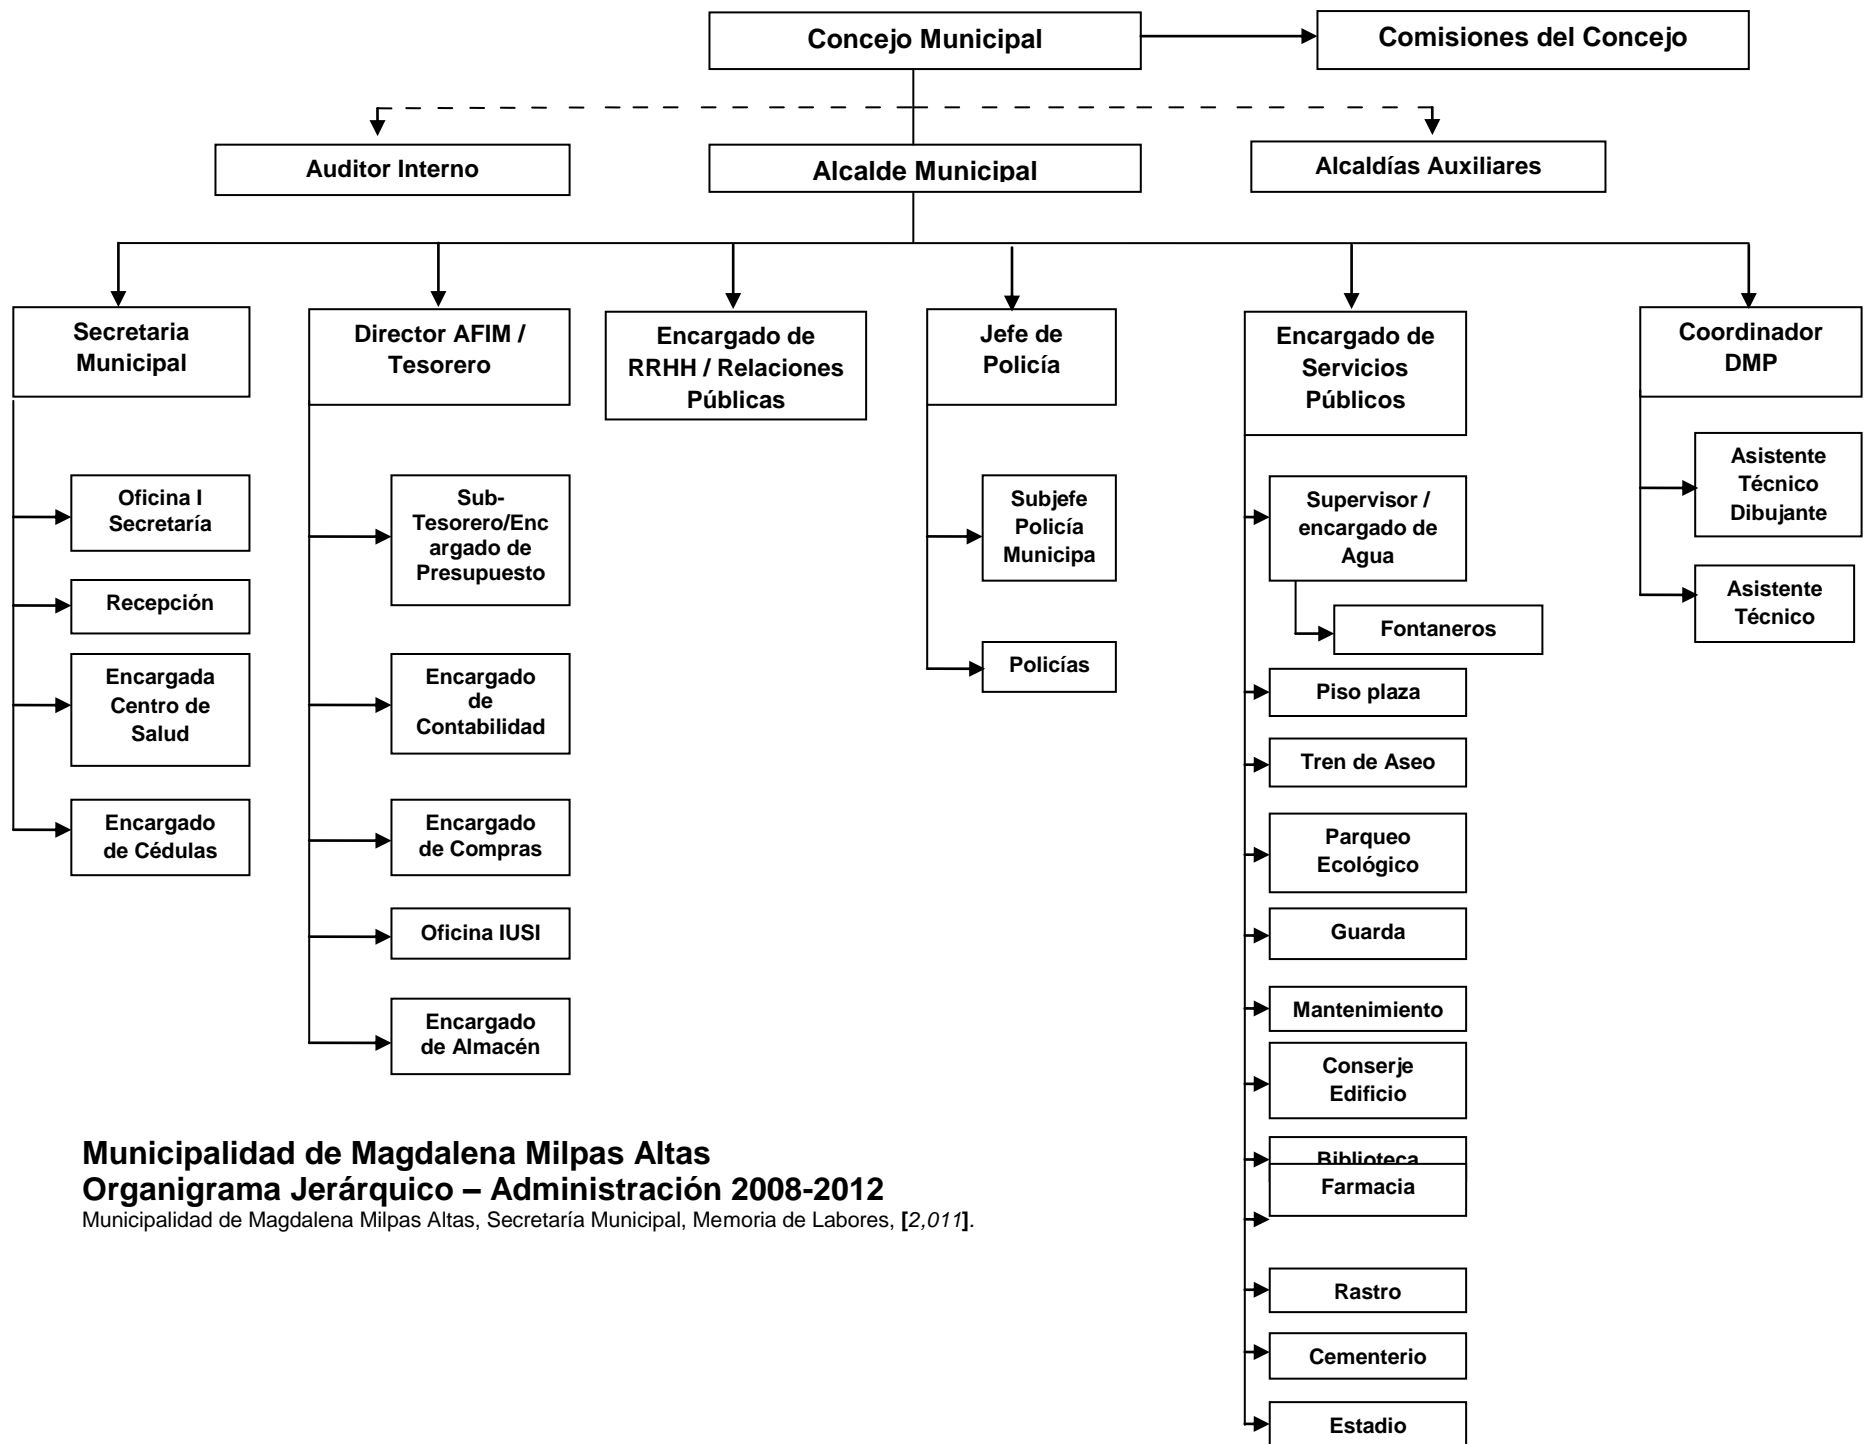 Concejo Municipal
Comisiones del Concejo
Auditor Interno
Alcalde Municipal
Alcaldías Auxiliares
Secretaria
Municipal
Director AFIM /
Tesorero
Encargado de
RRHH / Relaciones
Públicas
Jefe de
Policía
Encargado de
Servicios
Públicos
Coordinador
DMP
Oficina I
Secretaría
Recepción
Encargada
Centro de
Salud
Encargado
de Cédulas
Sub-
Tesorero/Enc
argado de
Presupuesto
Encargado
de
Contabilidad
Encargado
de Compras
Oficina IUSI
Encargado
de Almacén
Subjefe
Policía
Municipa
Policías
Supervisor /
encargado de
Agua
Fontaneros
Piso plaza
Tren de Aseo
Parqueo
Ecológico
Guarda
Mantenimiento
Conserje
Edificio
Biblioteca
Farmacia
Rastro
Cementerio
Estadio
Asistente
Técnico
Dibujante
Asistente
Técnico
Municipalidad de Magdalena Milpas Altas
Organigrama Jerárquico – Administración 2008-2012
Municipalidad de Magdalena Milpas Altas, Secretaría Municipal, Memoria de Labores, [2,011].